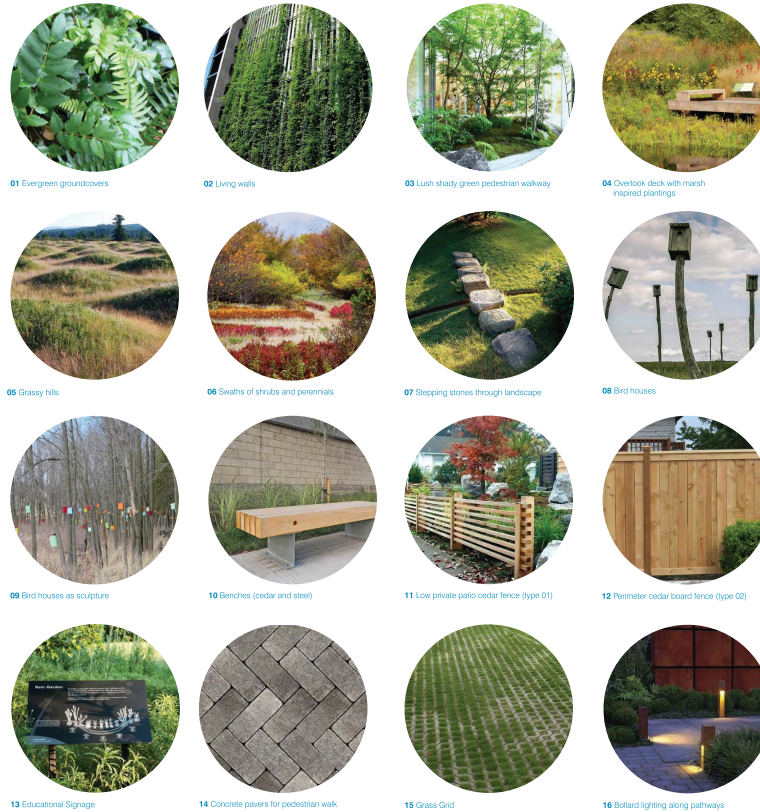 01 Evergreen groundcovers
02 Living walls
03 Lush shady green pedestrian walkway
04 Overlook deck with marsh
inspired plantings
05 Grassy hills
06 Swaths of shrubs and perennials
07 Stepping stones through landscape
08 Bird houses
09 Bird houses as sculpture
10 Benches (cedar and steel)
11 Low private patio cedar fence (type 01)
12 Perimeter cedar board fence (type 02)
Rain Garden
13 Educational Signage
14 Concrete pavers for pedestrian walk
15 Grass Grid
16 Bollard lighting along pathways